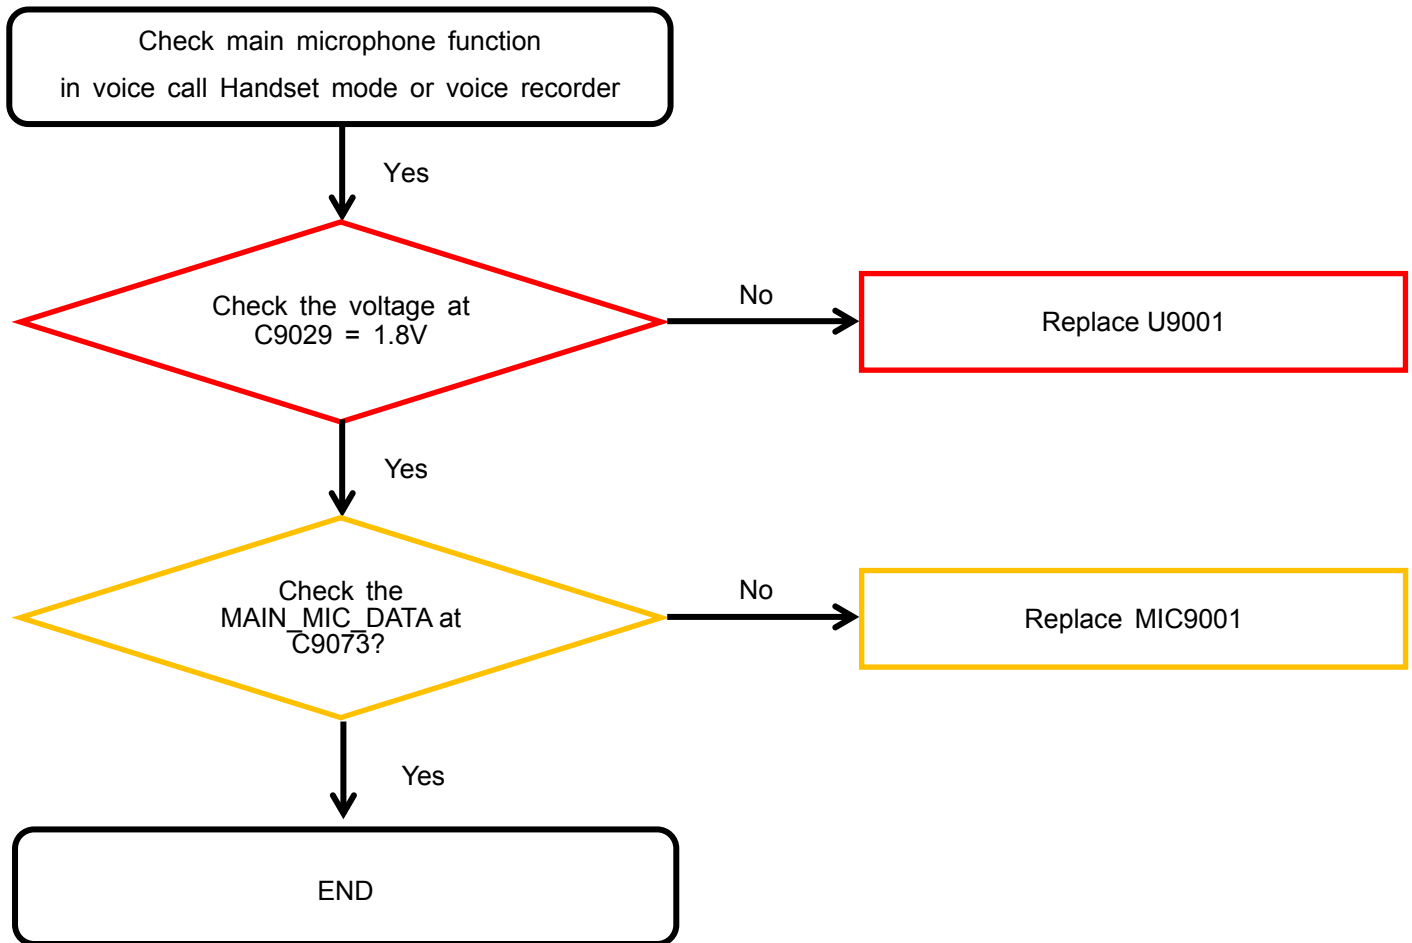 Check main microphone function
in voice call Handset mode or voice recorder
Yes
Check the voltage at
C9029 = 1.8V
No
Replace U9001
Yes
Check the
MAIN_MIC_DATA at
C9073?
No
Replace MIC9001
Yes
END